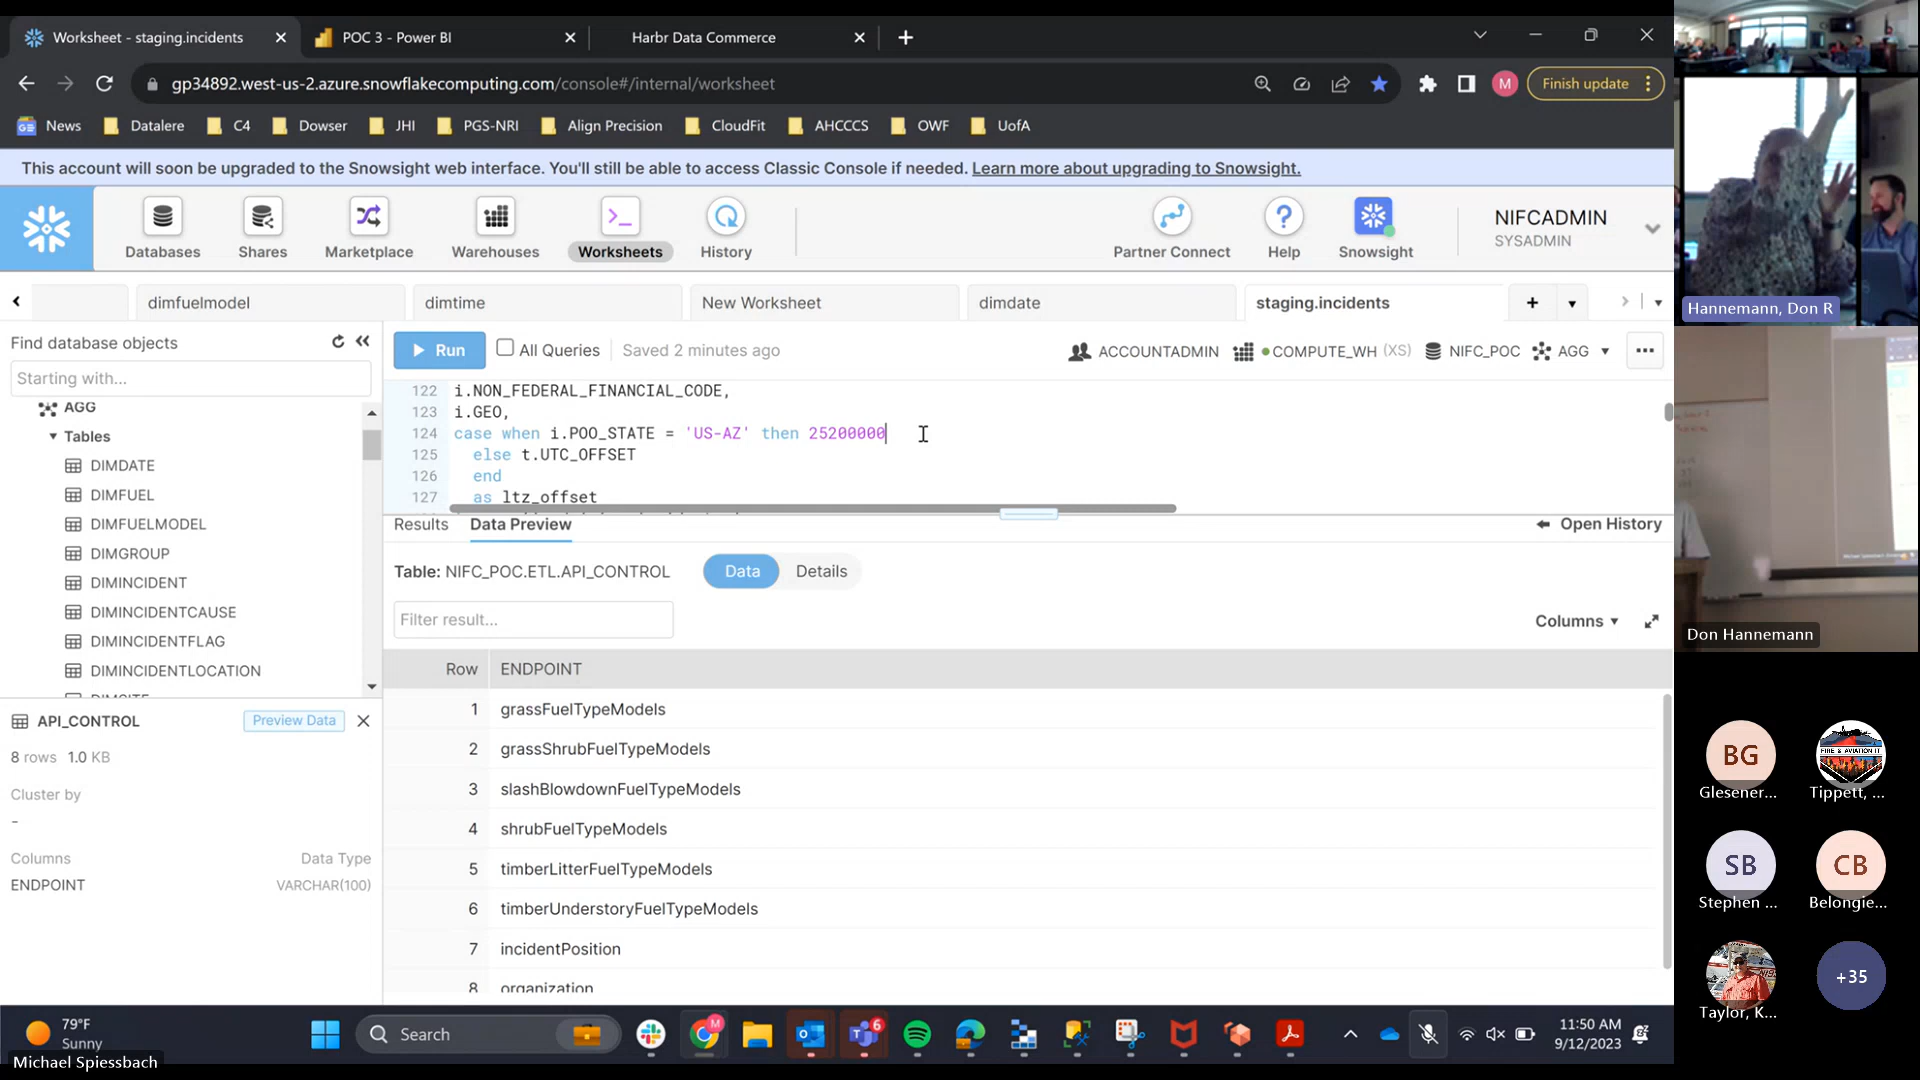 Worksheet - staging.incidents
POC 3 - Power BI
Harbr Data Commerce
gp34892.west-us-2.azure.snowflakecomputing.com/console#/internal/worksheet
M
Finish update
News
Datalere
C4
Dowser
JHI
PGS-NRI
Align Precision
CloudFit
AHCCCS
OWF
UofA
This account will soon be upgraded to the Snowsight web interface. You'll still be able to access Classic Console if needed. Learn more about upgrading to Snowsight.
Databases
Shares
Marketplace
Warehouses
Worksheets
History
Partner Connect
Help
Snowsight
NIFCADMIN
SYSADMIN
dimfuelmodel
dimtime
New Worksheet
dimdate
staging.incidents
Find database objects
Starting with...
AGG
Tables
DIMDATE
DIMFUEL
DIMFUELMODEL
DIMGROUP
DIMINCIDENT
DIMINCIDENTCAUSE
DIMINCIDENTFLAG
DIMINCIDENTLOCATION
Run
All Queries
Saved 2 minutes ago
ACCOUNTADMIN
COMPUTE_WH (XS)
NIFC_POC
AGG
122 i.NON_FEDERAL_FINANCIAL_CODE,
123 i.GEO,
124 case when i.POO_STATE = 'US-AZ' then 25200000
125 else t.UTC_OFFSET
126 end
127 as ltz_offset
Results
Data Preview
Open History
Table: NIFC_POC.ETL.API_CONTROL
Data
Details
Filter result...
Columns
Row ENDPOINT
1 grassFuelTypeModels
2 grassShrubFuelTypeModels
3 slashBlowdownFuelTypeModels
4 shrubFuelTypeModels
5 timberLitterFuelTypeModels
6 timberUnderstoryFuelTypeModels
7 incidentPosition
8 organization
API_CONTROL
Preview Data
8 rows 1.0 KB
Cluster by
-
Columns
Data Type
ENDPOINT
VARCHAR(100)
79°F
Sunny
Search
M
6
11:50 AM
9/12/2023
Michael Spiessbach
Hannemann, Don R
Don Hannemann
BG
Glesener...
FIRE & AVIATION IT
Tippett, ...
SB
Stephen ...
CB
Belongie...
Taylor, K...
+35